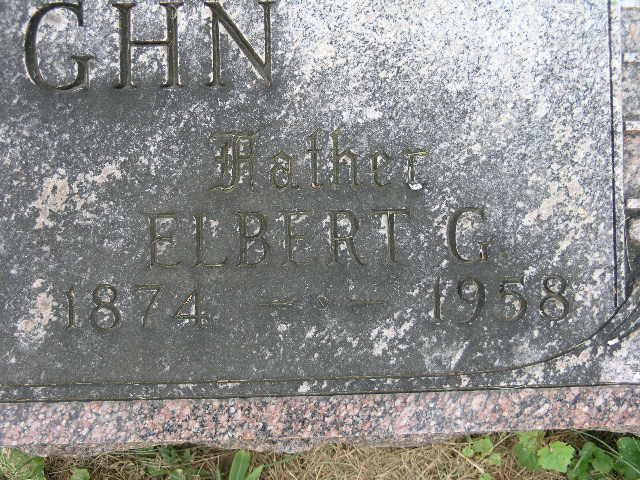 GHN
Father
ELBERT G.
1874 - 1958